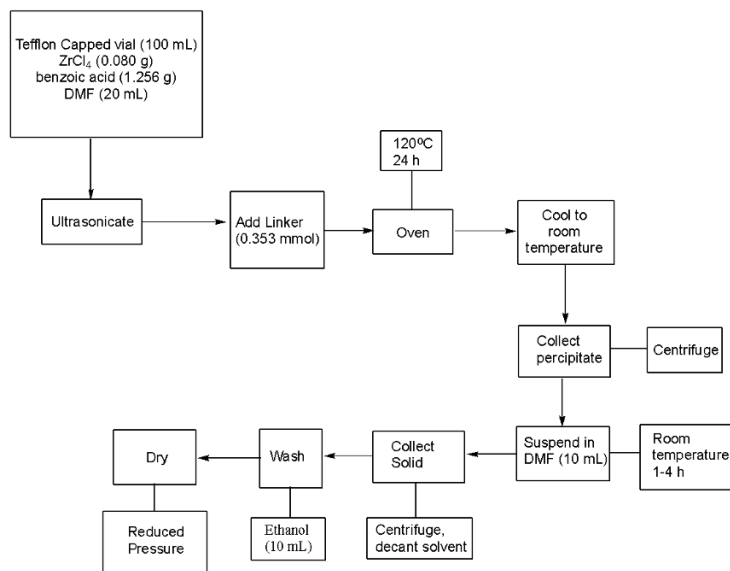 Tefflon Capped vial (100 mL)
ZrCl₄ (0.080 g)
benzoic acid (1.256 g)
DMF (20 mL)
Ultrasonicate
Add Linker
(0.353 mmol)
120ºC
24 h
Oven
Cool to
room
temperature
Collect
percipitate
Centrifuge
Suspend in
DMF (10 mL)
Room
temperature
1-4 h
Collect
Solid
Centrifuge,
decant solvent
Wash
Ethanol
(10 mL)
Dry
Reduced
Pressure